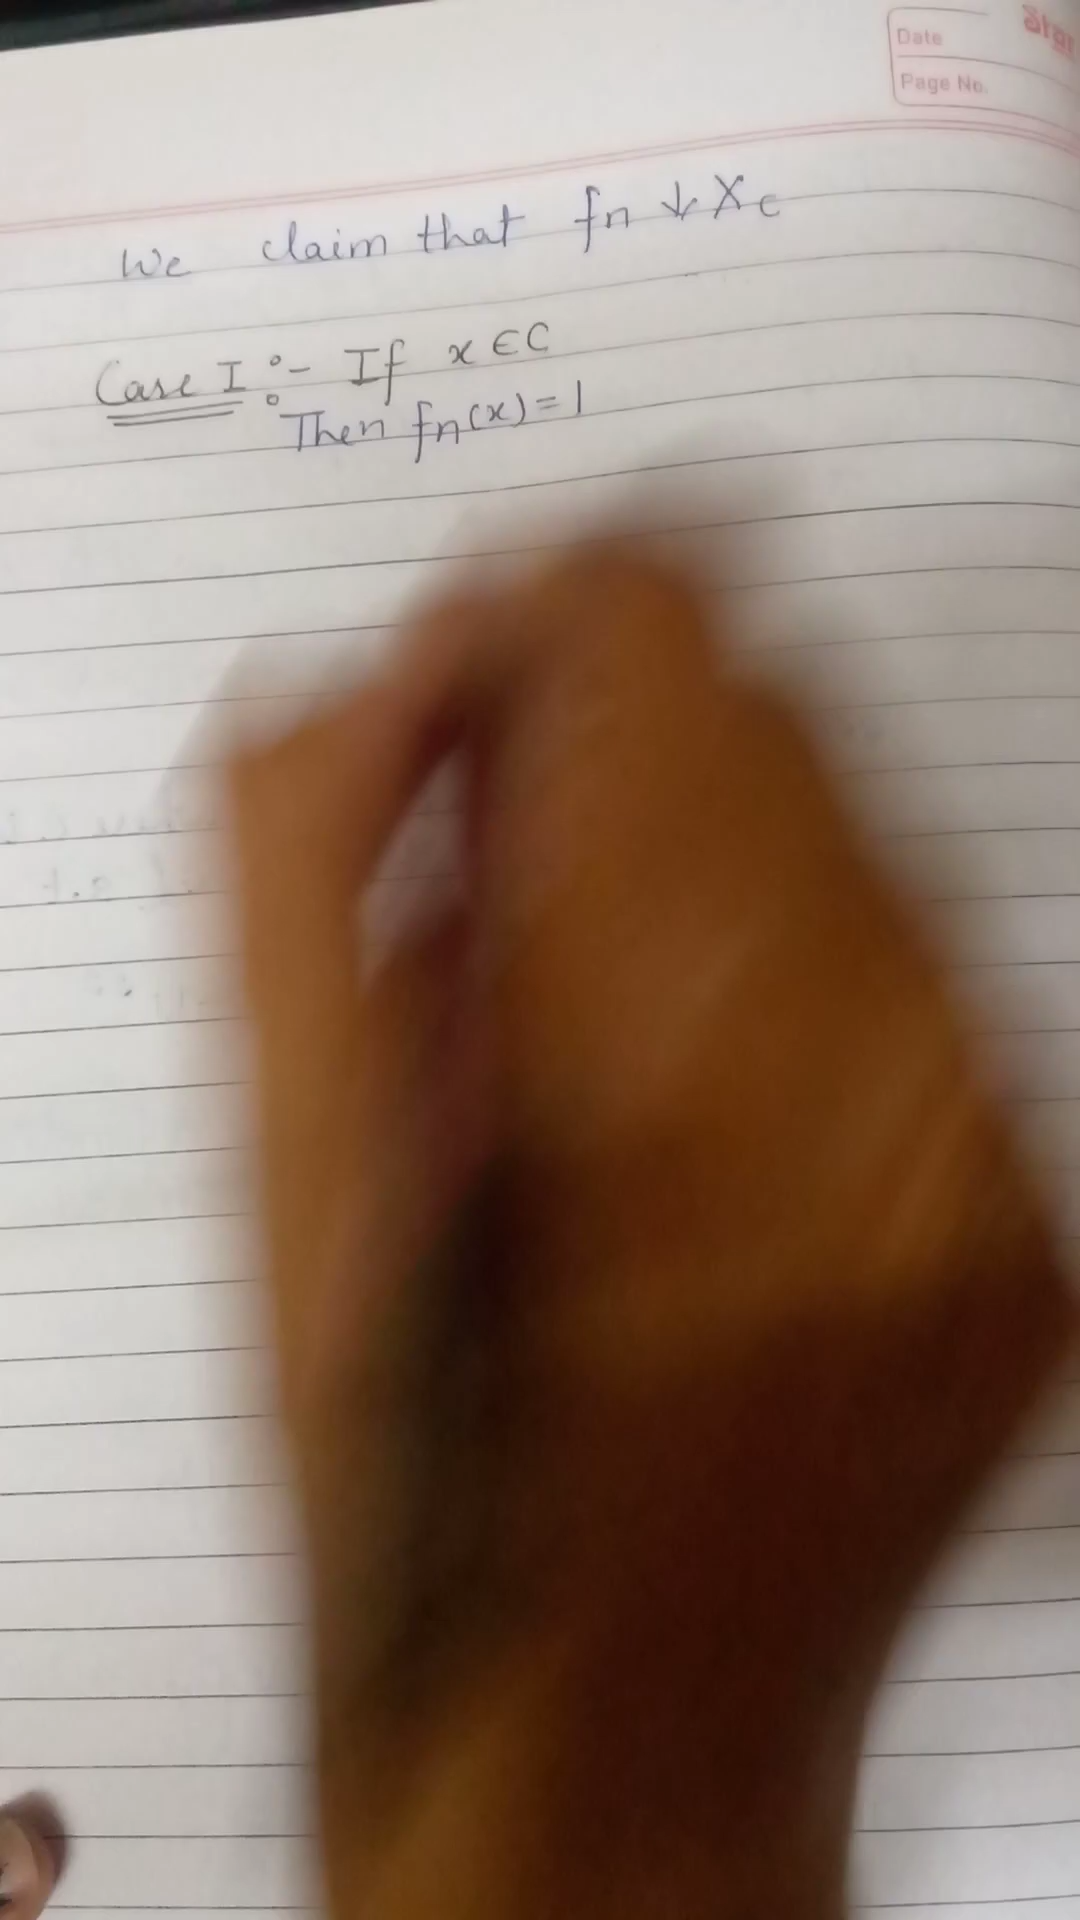 Date
Page No.
We claim that fn ↓ χc
Case I :- If x ∈ C
Then fn(x) = 1